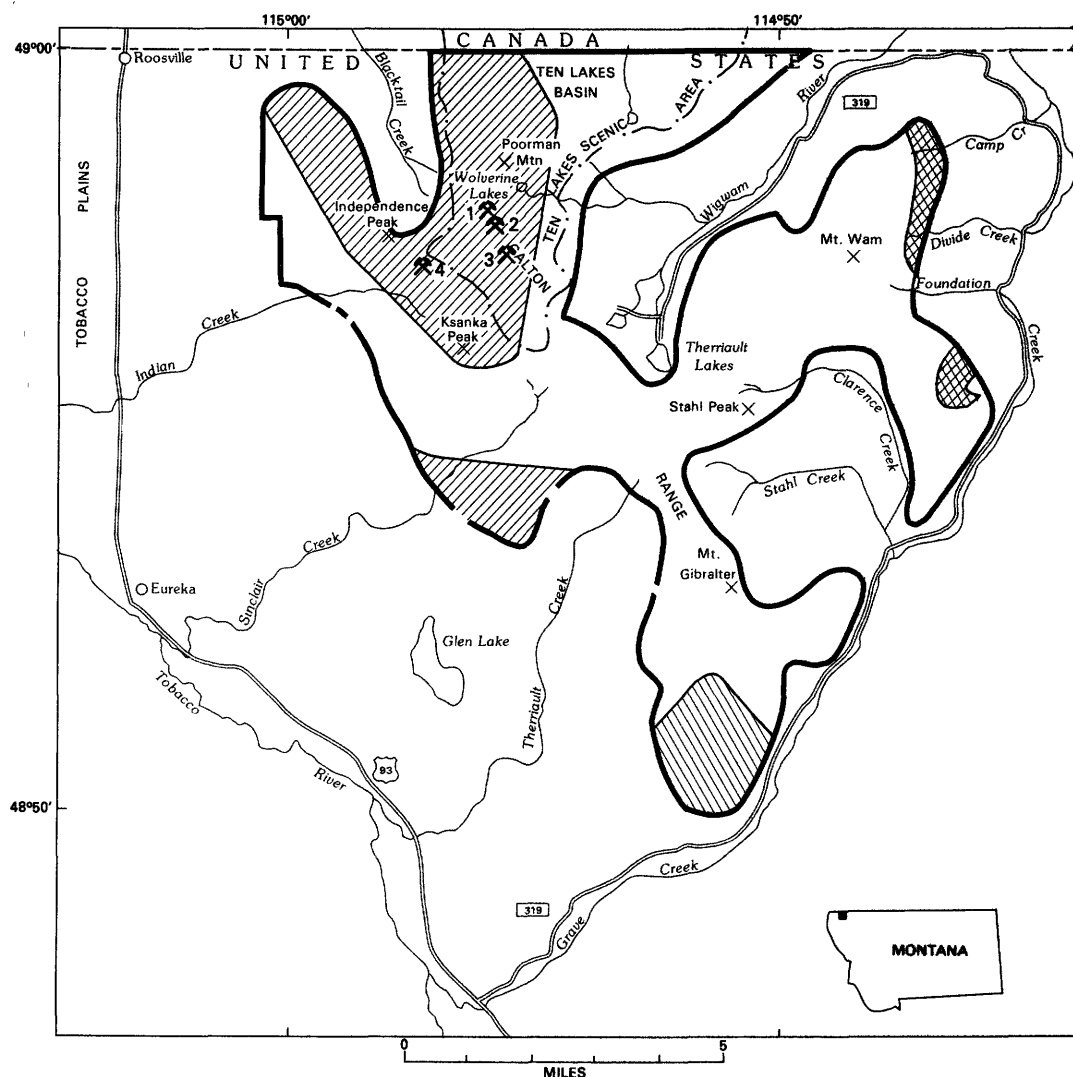 115°00'
114°50'
49°00'
CANADA
Roosville
UNITED
STATES
Blacktail
Creek
TEN LAKES
BASIN
River
319
AREA
SCENIC
LAKES
TEN
Camp Cr
Poorman
Mtn
Wolverine
Lakes
PLAINS
TOBACCO
Independence
Peak
1
2
3
4
GALTON
Wigwam
Mt. Wam
Divide Creek
Foundation
Creek
Ksanka
Peak
Indian
Creek
Therriault
Lakes
Stahl Peak
Clarence
Creek
Stahl Creek
RANGE
Mt.
Gibralter
Creek
Sinclair
Eureka
Creek
Glen Lake
Therriault
Tobacco
River
93
48°50'
Creek
319
Grave
MONTANA
0
5
MILES